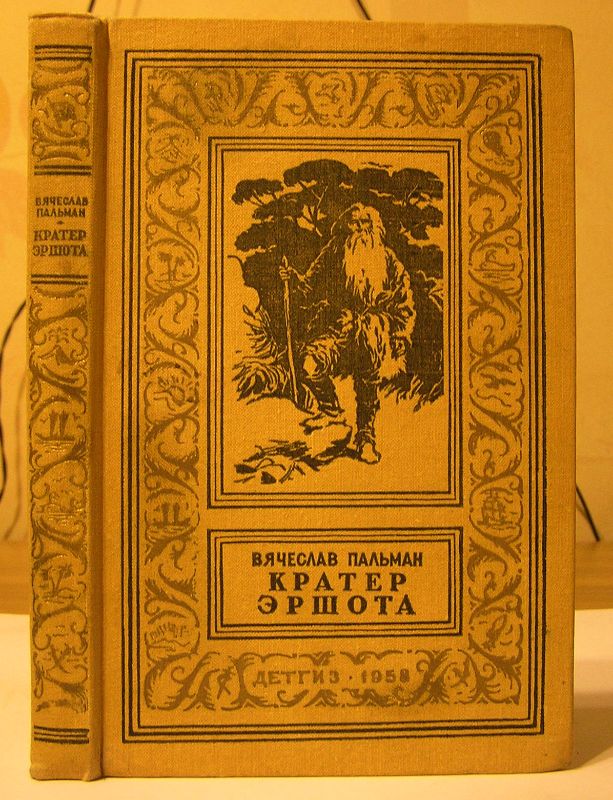 ВЯЧЕСЛАВ
ПАЛЬМАН
КРАТЕР
ЭРШОТА
ВЯЧЕСЛАВ ПАЛЬМАН
КРАТЕР
ЭРШОТА
ДЕТГИЗ · 1958